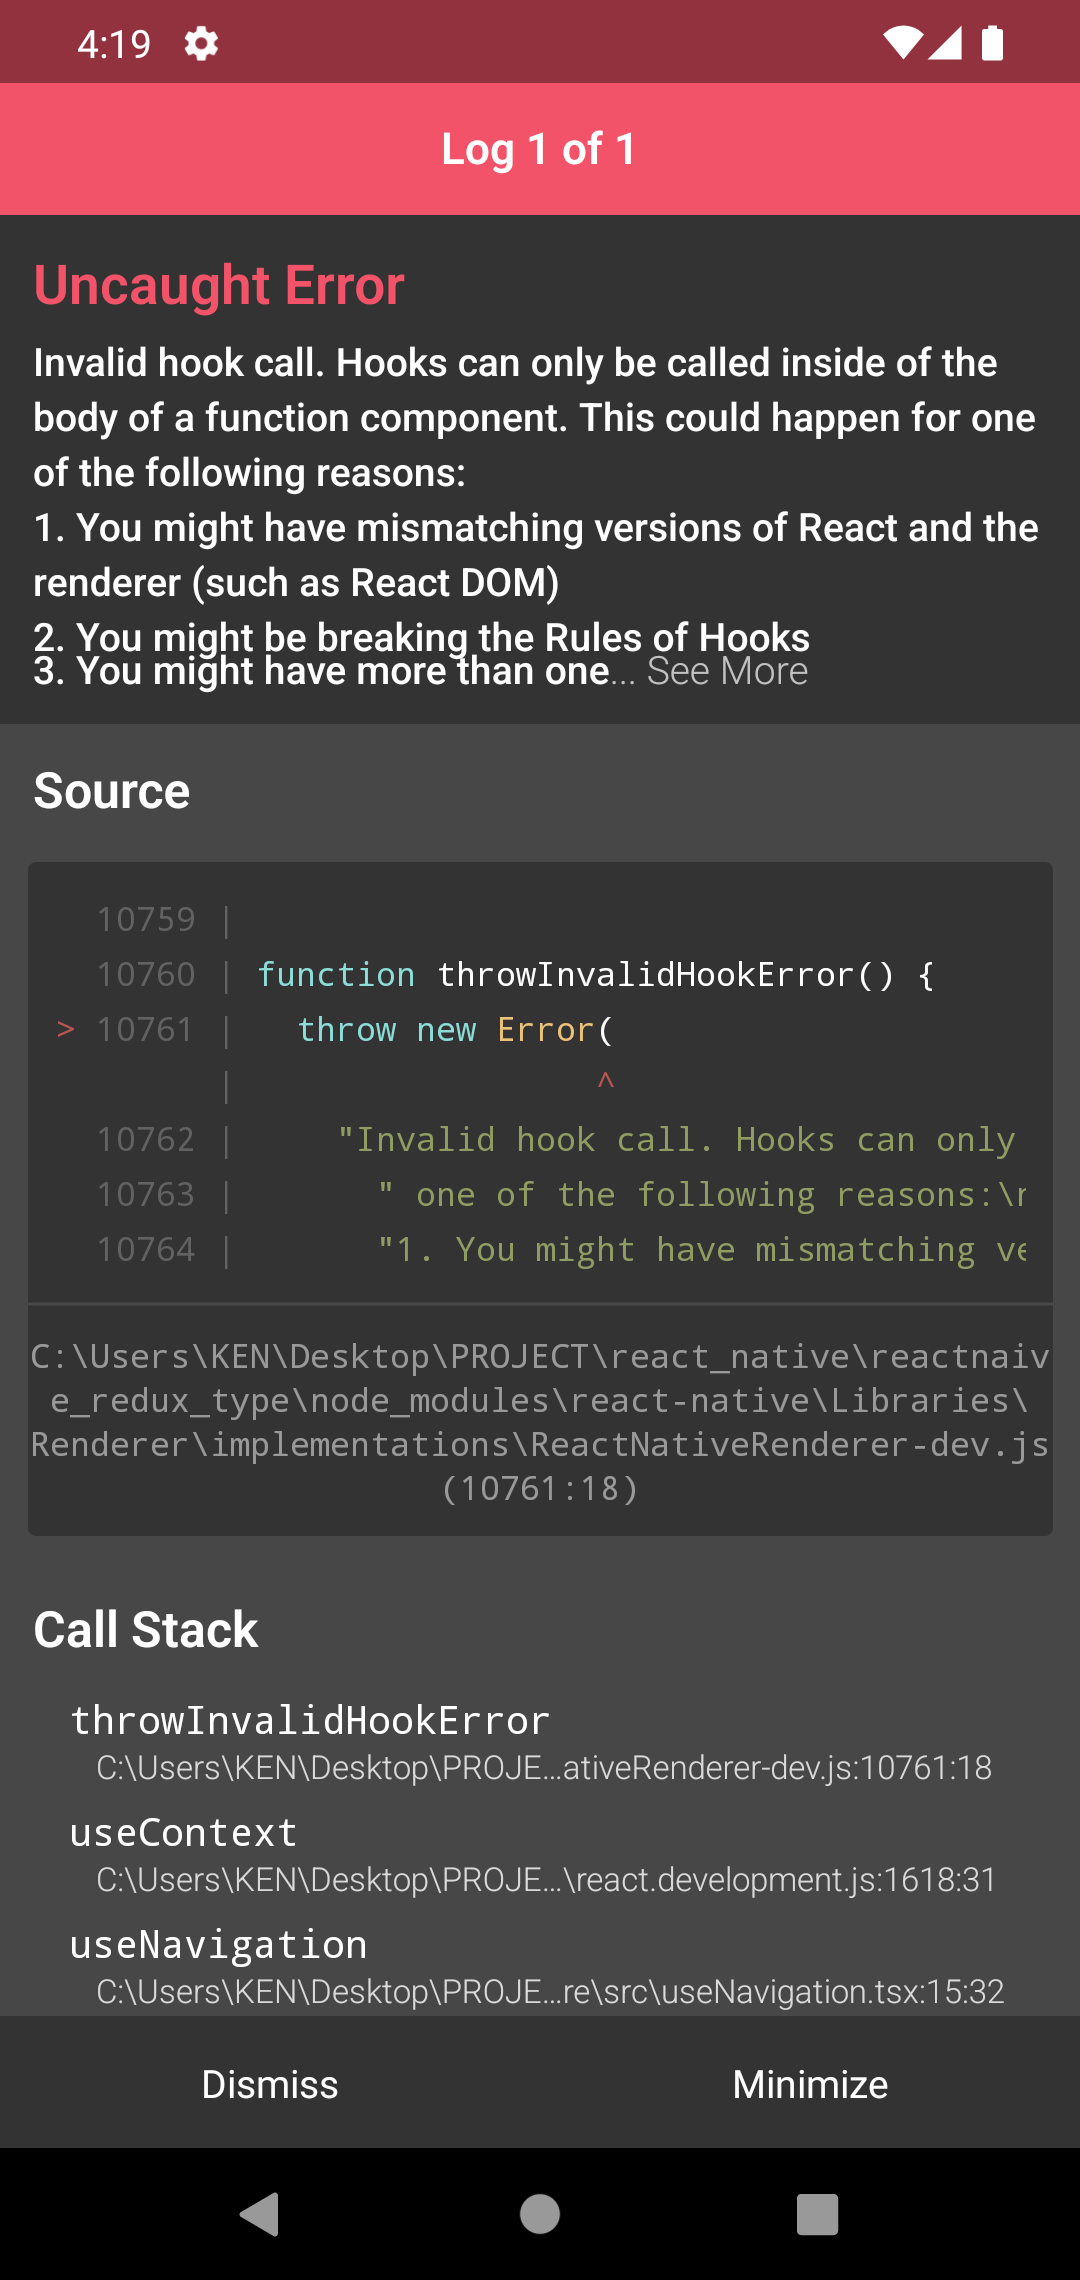 4:19
Log 1 of 1
Uncaught Error
Invalid hook call. Hooks can only be called inside of the
body of a function component. This could happen for one
of the following reasons:
1. You might have mismatching versions of React and the
renderer (such as React DOM)
2. You might be breaking the Rules of Hooks
3. You might have more than one... See More
Source
10759 |
10760 | function throwInvalidHookError() {
> 10761 |   throw new Error(
|                  ^
10762 |     "Invalid hook call. Hooks can only
10763 |       " one of the following reasons:\n
10764 |       "1. You might have mismatching ve
C:\Users\KEN\Desktop\PROJECT\react_native\reactnaiv
e_redux_type\node_modules\react-native\Libraries\
Renderer\implementations\ReactNativeRenderer-dev.js
(10761:18)
Call Stack
throwInvalidHookError
C:\Users\KEN\Desktop\PROJE...ativeRenderer-dev.js:10761:18
useContext
C:\Users\KEN\Desktop\PROJE...\react.development.js:1618:31
useNavigation
C:\Users\KEN\Desktop\PROJE...re\src\useNavigation.tsx:15:32
Dismiss Minimize